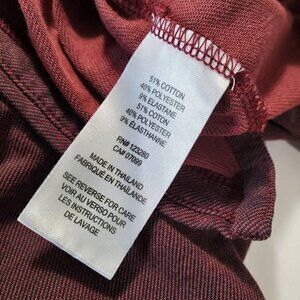 51% COTTON
40% POLYESTER
9% ELASTANE
51% COTON
40% POLYESTER
9% ÉLASTHANNE
RN# 123280
CA# 07099
MADE IN THAILAND
FABRIQUÉ EN THAÏLANDE
SEE REVERSE FOR CARE
VOIR AU VERSO POUR
LES INSTRUCTIONS
DE LAVAGE